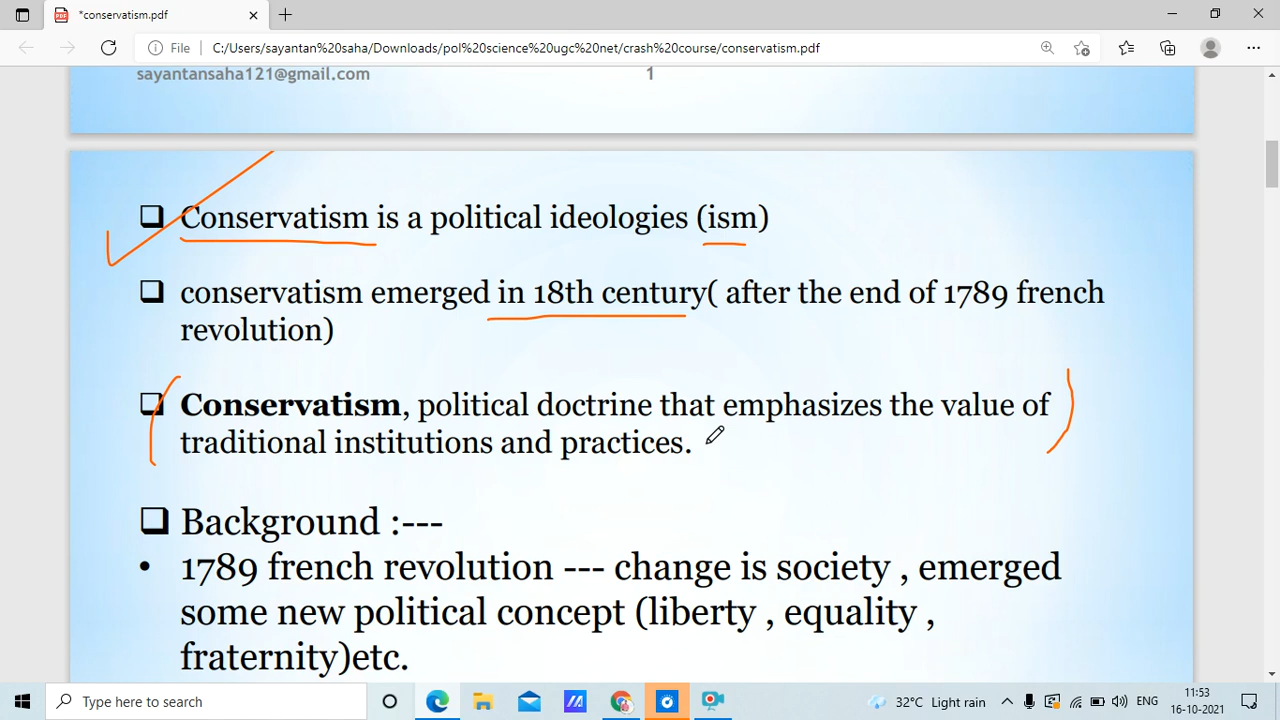 *conservatism.pdf
File C:/Users/sayantan%20saha/Downloads/pol%20science%20ugc%20net/crash%20course/conservatism.pdf
sayantansaha121@gmail.com 1
Conservatism is a political ideologies (ism)
conservatism emerged in 18th century( after the end of 1789 french
revolution)
Conservatism, political doctrine that emphasizes the value of
traditional institutions and practices.
Background :---
• 1789 french revolution --- change is society , emerged
some new political concept (liberty , equality ,
fraternity)etc.
Type here to search
32°C Light rain
ENG
11:53
16-10-2021